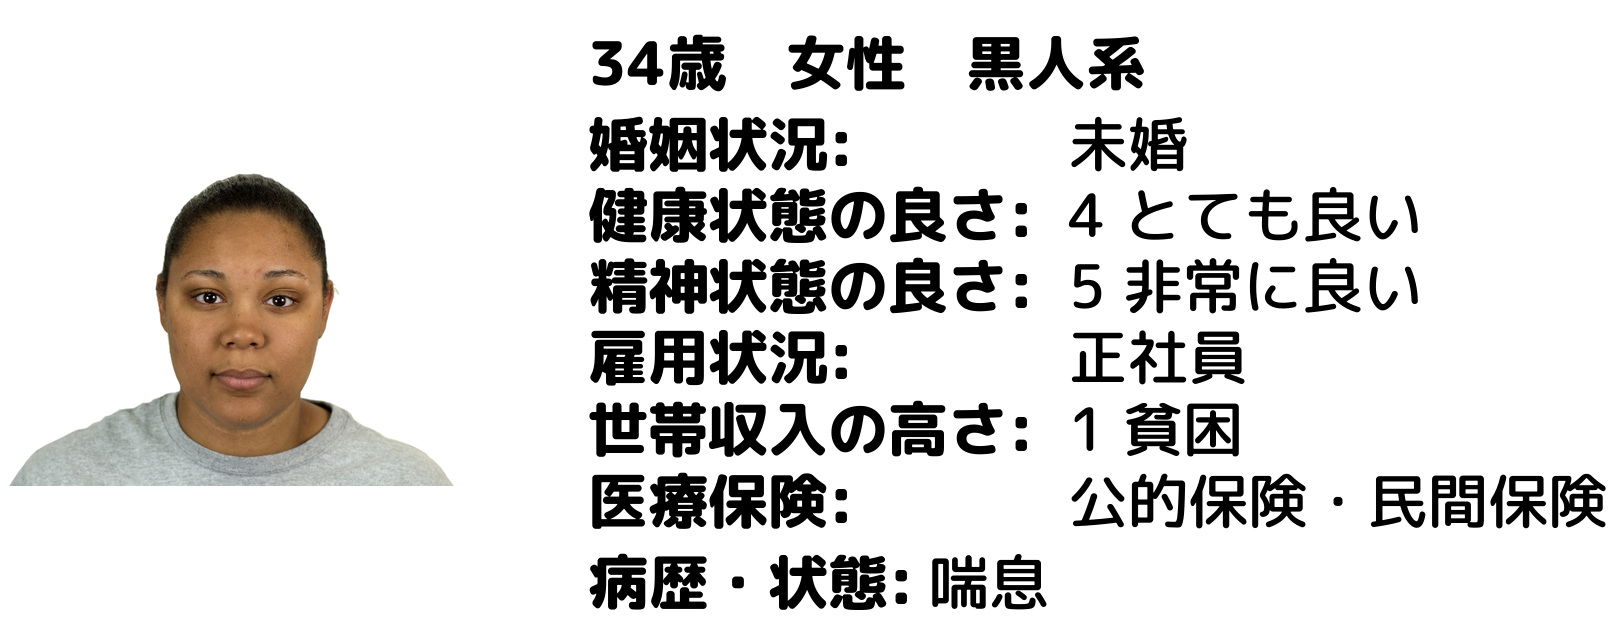 34歳　女性　黒人系
婚姻状況: 未婚
健康状態の良さ: 4 とても良い
精神状態の良さ: 5 非常に良い
雇用状況: 正社員
世帯収入の高さ: 1 貧困
医療保険: 公的保険・民間保険
病歴・状態: 喘息